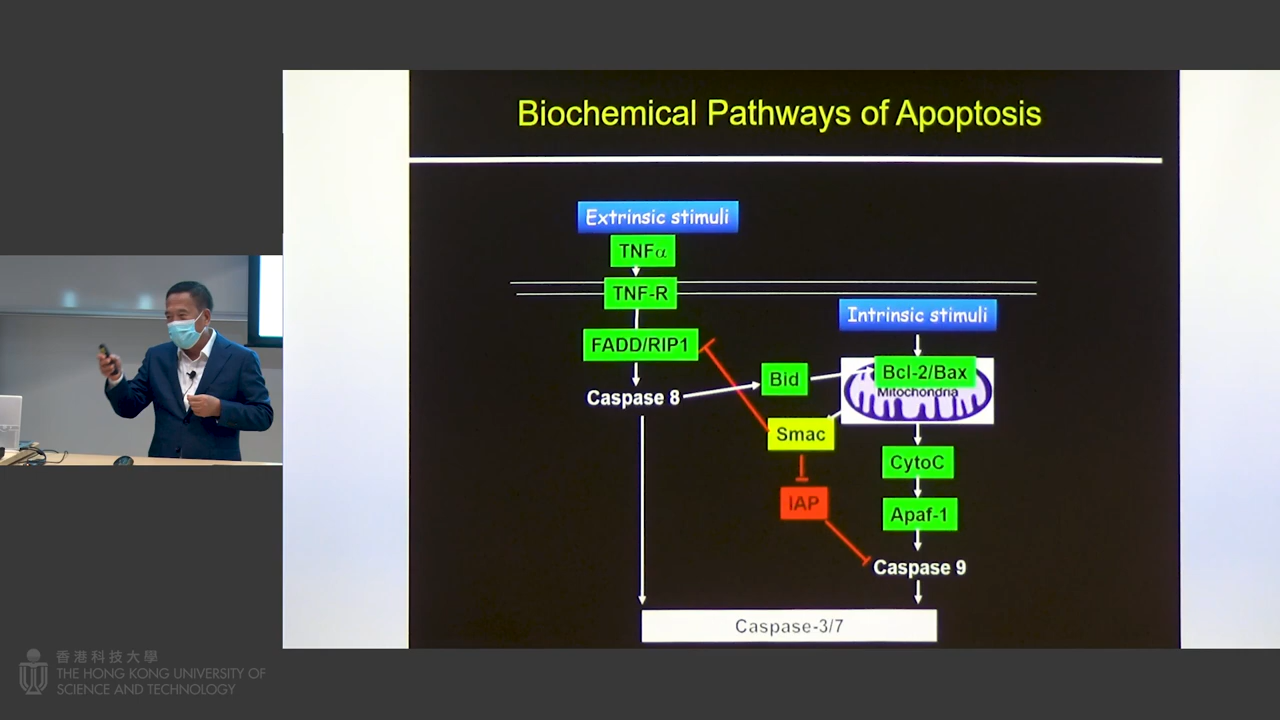 Biochemical Pathways of Apoptosis
Extrinsic stimuli
TNFα
TNF-R
Intrinsic stimuli
FADD/RIP1
Bid
Bcl-2/Bax
Mitochondria
Caspase 8
Smac
CytoC
IAP
Apaf-1
Caspase 9
Caspase-3/7
香港科技大學
THE HONG KONG UNIVERSITY OF
SCIENCE AND TECHNOLOGY